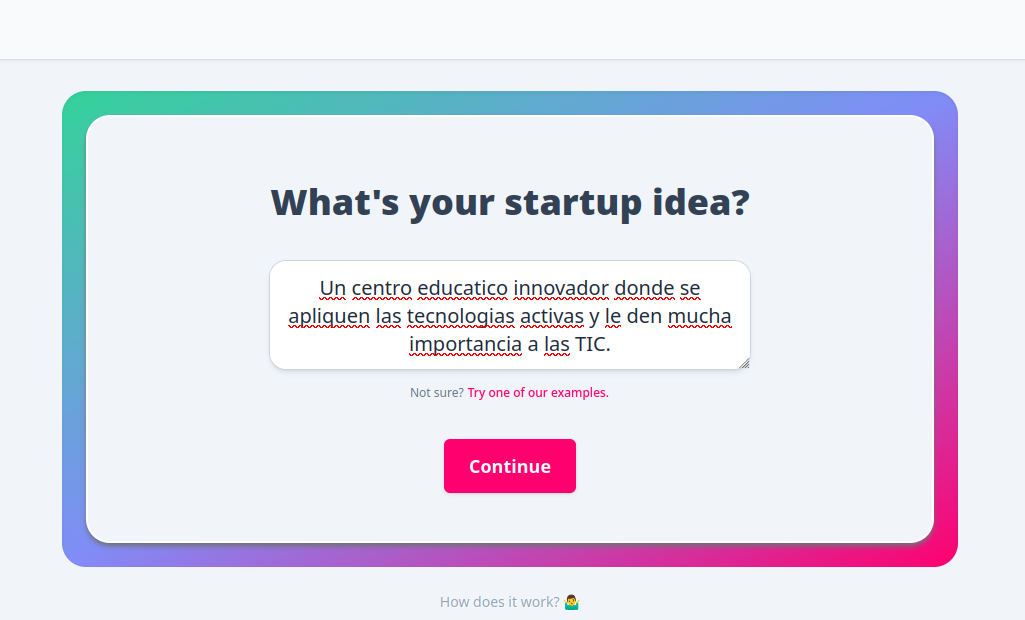 What's your startup idea?
Un centro educatico innovador donde se
apliquen las tecnologias activas y le den mucha
importancia a las TIC.
Not sure? Try one of our examples.
Continue
How does it work? 🤷‍♂️